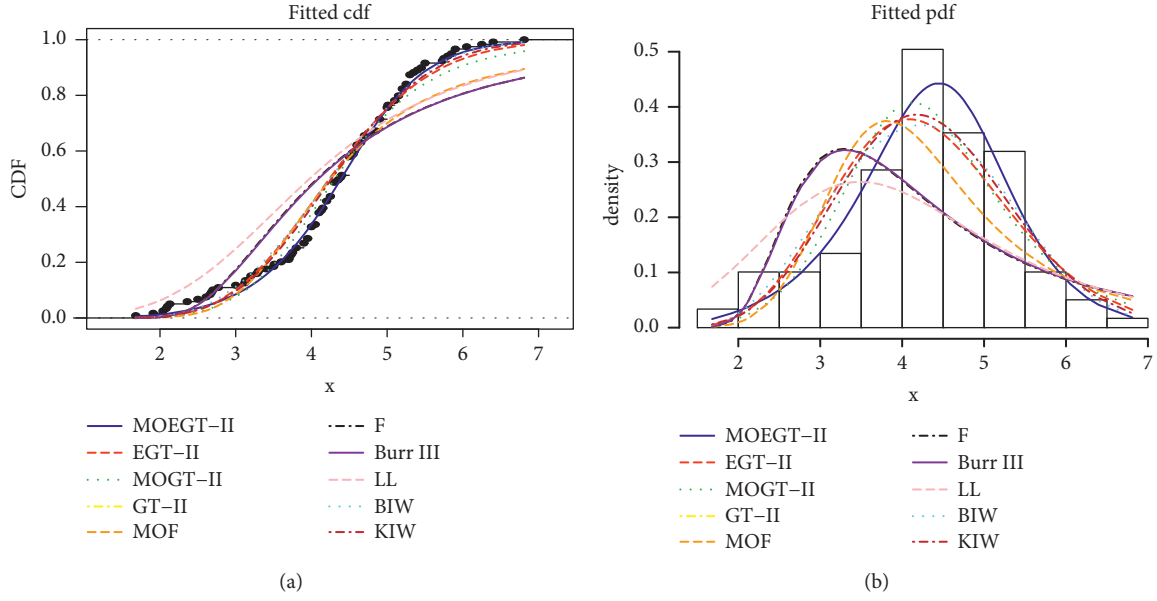 Fitted cdf
1.0
0.8
0.6
0.4
0.2
0.0
CDF
2 3 4 5 6 7
x
MOEGT−II F
EGT−II Burr III
MOGT−II LL
GT−II BIW
MOF KIW
(a)
Fitted pdf
0.5
0.4
0.3
0.2
0.1
0.0
density
2 3 4 5 6 7
x
MOEGT−II F
EGT−II Burr III
MOGT−II LL
GT−II BIW
MOF KIW
(b)